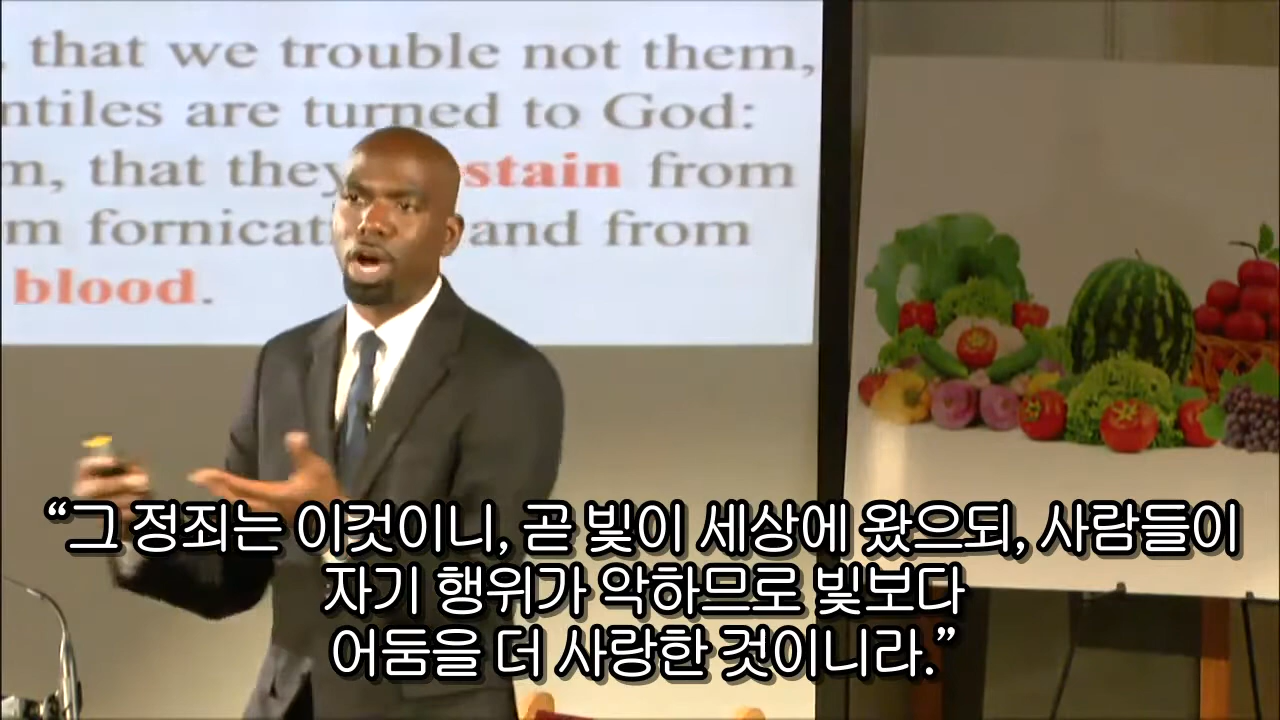 , that we trouble not them,
ntiles are turned to God:
m, that they stain from
m fornicat and from
blood.
“그 정죄는 이것이니, 곧 빛이 세상에 왔으되, 사람들이
자기 행위가 악하므로 빛보다
어둠을 더 사랑한 것이니라.”